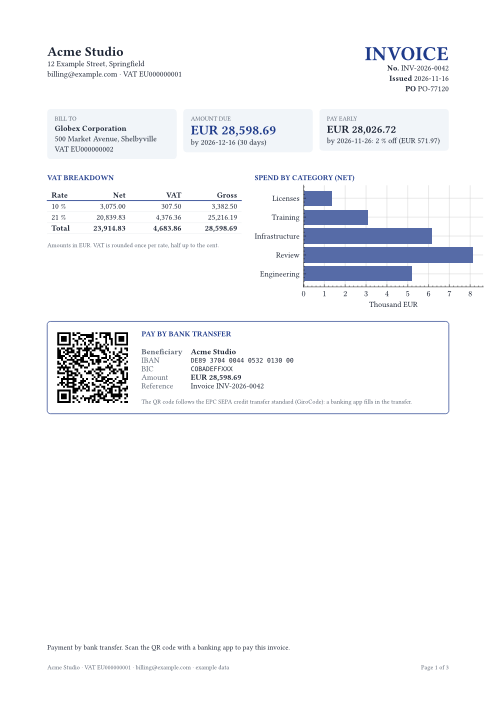 Acme Studio
12 Example Street, Springfield
billing@example.com · VAT EU000000001
INVOICE
No. INV-2026-0042
Issued 2026-11-16
PO PO-77120
BILL TO
Globex Corporation
500 Market Avenue, Shelbyville
VAT EU000000002
AMOUNT DUE
EUR 28,598.69
by 2026-12-16 (30 days)
PAY EARLY
EUR 28,026.72
by 2026-11-26: 2 % off (EUR 571.97)
VAT BREAKDOWN
Rate Net VAT Gross
10 % 3,075.00 307.50 3,382.50
21 % 20,839.83 4,376.36 25,216.19
Total 23,914.83 4,683.86 28,598.69
Amounts in EUR. VAT is rounded once per rate, half up to the cent.
SPEND BY CATEGORY (NET)
Licenses
Training
Infrastructure
Review
Engineering
0 1 2 3 4 5 6 7 8
Thousand EUR
PAY BY BANK TRANSFER
Beneficiary Acme Studio
IBAN DE89 3704 0044 0532 0130 00
BIC COBADEFFXXX
Amount EUR 28,598.69
Reference Invoice INV-2026-0042
The QR code follows the EPC SEPA credit transfer standard (GiroCode): a banking app fills in the transfer.
Payment by bank transfer. Scan the QR code with a banking app to pay this invoice.
Acme Studio · VAT EU000000001 · billing@example.com · example data
Page 1 of 3